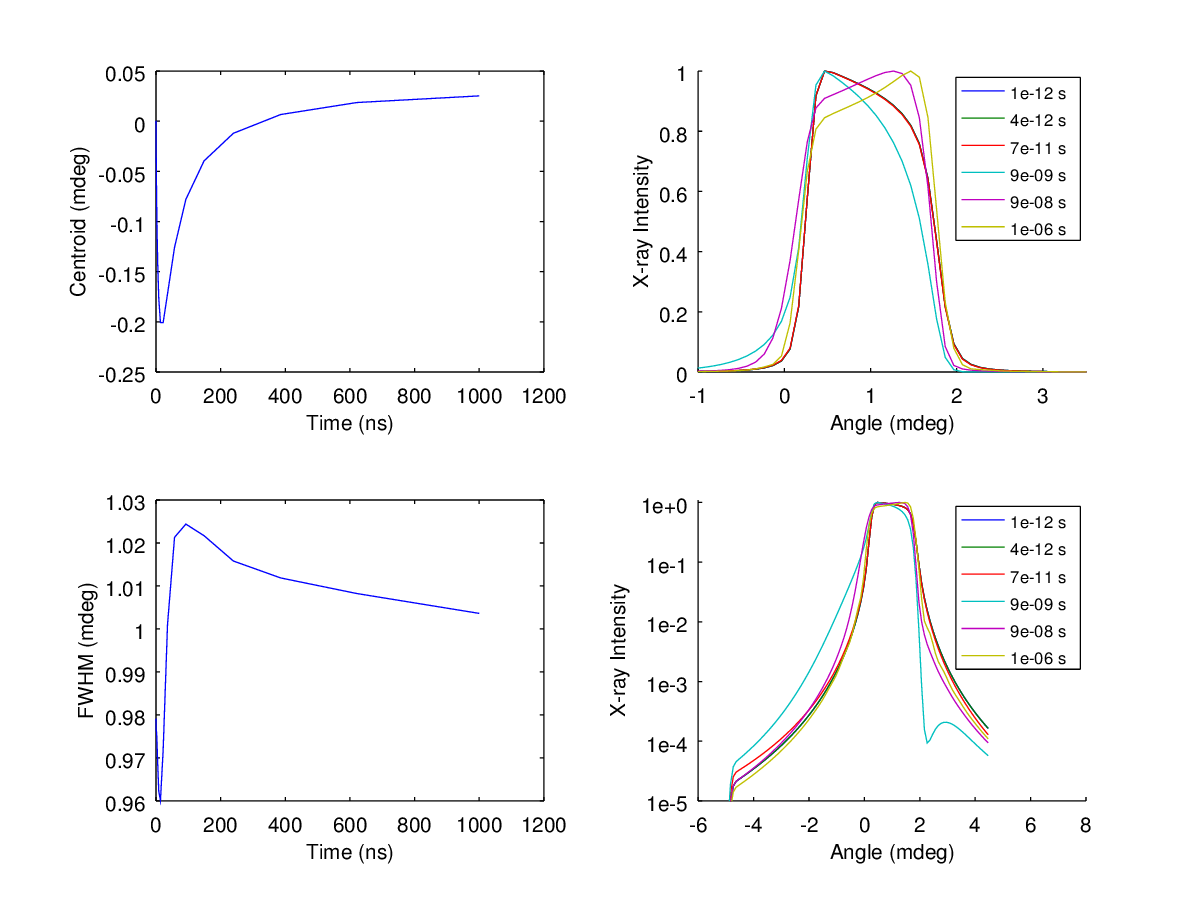 0.05
0
-0.05
-0.1
-0.15
-0.2
-0.25
Centroid (mdeg)
0 200 400 600 800 1000 1200
Time (ns)
1
0.8
0.6
0.4
0.2
0
X-ray Intensity
-1 0 1 2 3
Angle (mdeg)
1e-12 s
4e-12 s
7e-11 s
9e-09 s
9e-08 s
1e-06 s
1.03
1.02
1.01
1
0.99
0.98
0.97
0.96
FWHM (mdeg)
0 200 400 600 800 1000 1200
Time (ns)
1e+0
1e-1
1e-2
1e-3
1e-4
1e-5
X-ray Intensity
-6 -4 -2 0 2 4 6 8
Angle (mdeg)
1e-12 s
4e-12 s
7e-11 s
9e-09 s
9e-08 s
1e-06 s